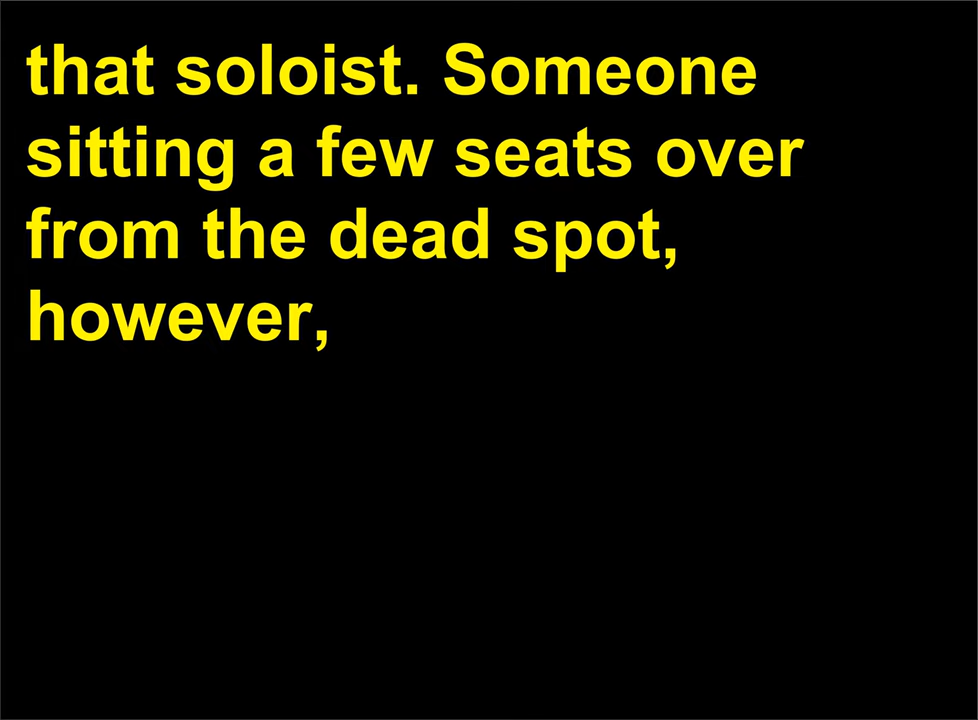 that soloist. Someone
sitting a few seats over
from the dead spot,
however,